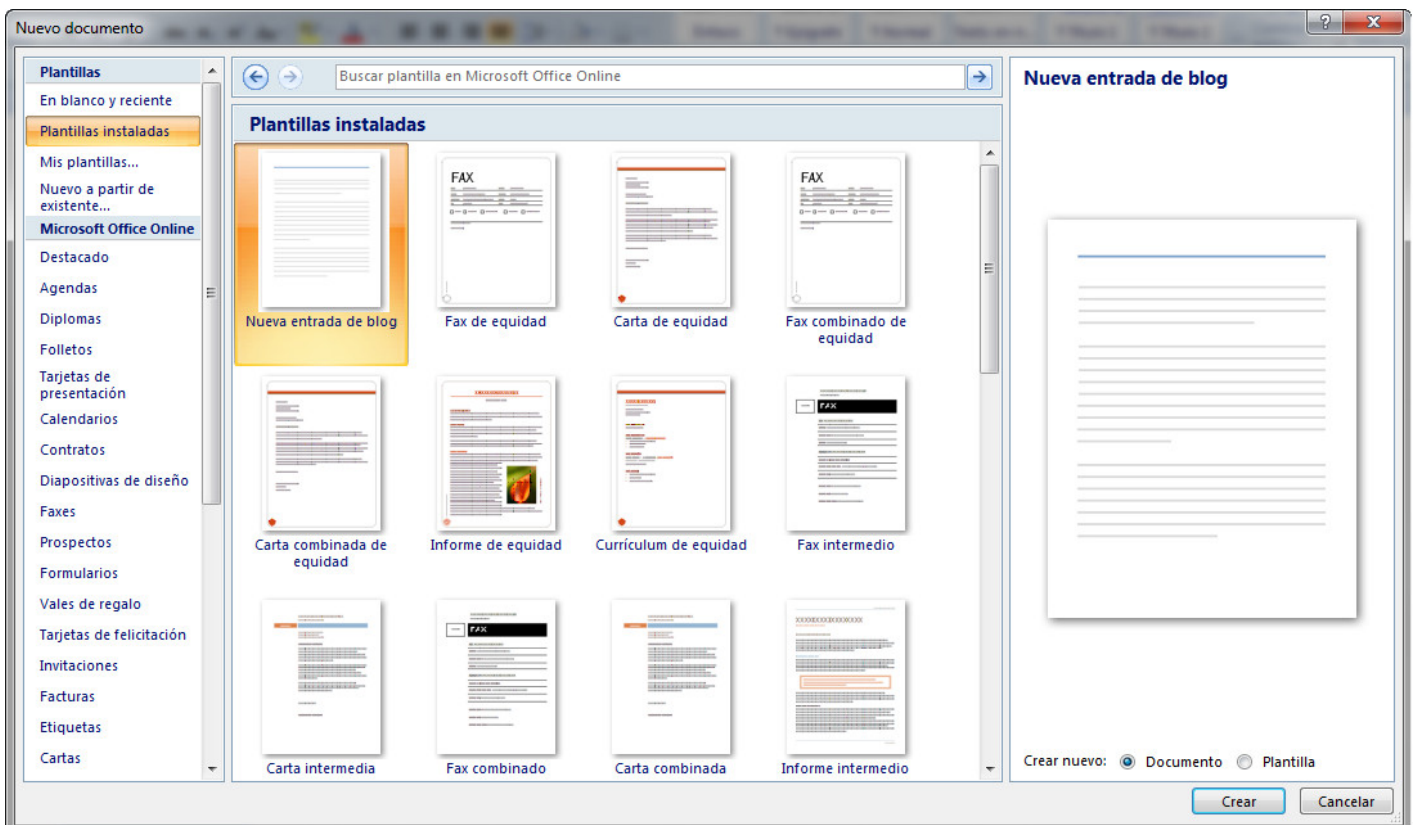 Nuevo documento
Plantillas
En blanco y reciente
Plantillas instaladas
Mis plantillas...
Nuevo a partir de
existente...
Microsoft Office Online
Destacado
Agendas
Diplomas
Folletos
Tarjetas de
presentación
Calendarios
Contratos
Diapositivas de diseño
Faxes
Prospectos
Formularios
Vales de regalo
Tarjetas de felicitación
Invitaciones
Facturas
Etiquetas
Cartas
Buscar plantilla en Microsoft Office Online
Plantillas instaladas
FAX
FAX
Nueva entrada de blog
Fax de equidad
Carta de equidad
Fax combinado de
equidad
FAX
Carta combinada de
equidad
Informe de equidad
Currículum de equidad
Fax intermedio
FAX
Carta intermedia
Fax combinado
Carta combinada
Informe intermedio
Nueva entrada de blog
Crear nuevo: Documento Plantilla
Crear Cancelar